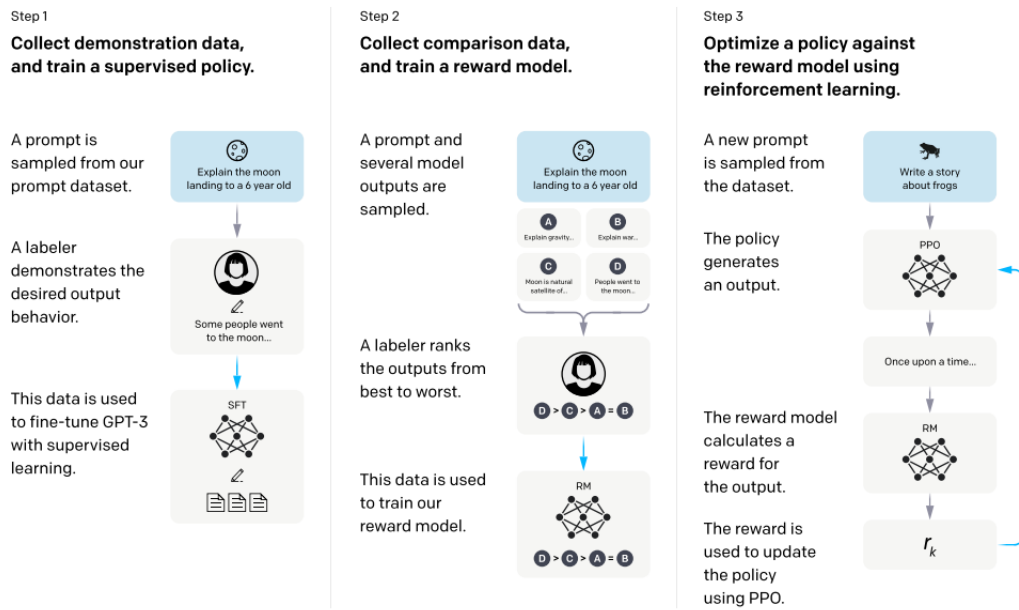 Step 1
Collect demonstration data,
and train a supervised policy.
A prompt is
sampled from our
prompt dataset.
Explain the moon
landing to a 6 year old
A labeler
demonstrates the
desired output
behavior.
Some people went
to the moon...
This data is used
to fine-tune GPT-3
with supervised
learning.
SFT
Step 2
Collect comparison data,
and train a reward model.
A prompt and
several model
outputs are
sampled.
Explain the moon
landing to a 6 year old
A
Explain gravity...
B
Explain war...
C
Moon is natural
satellite of...
D
People went to
the moon...
A labeler ranks
the outputs from
best to worst.
D > C > A = B
This data is used
to train our
reward model.
RM
D > C > A = B
Step 3
Optimize a policy against
the reward model using
reinforcement learning.
A new prompt
is sampled from
the dataset.
Write a story
about frogs
The policy
generates
an output.
PPO
Once upon a time...
The reward model
calculates a
reward for
the output.
RM
The reward is
used to update
the policy
using PPO.
r_k